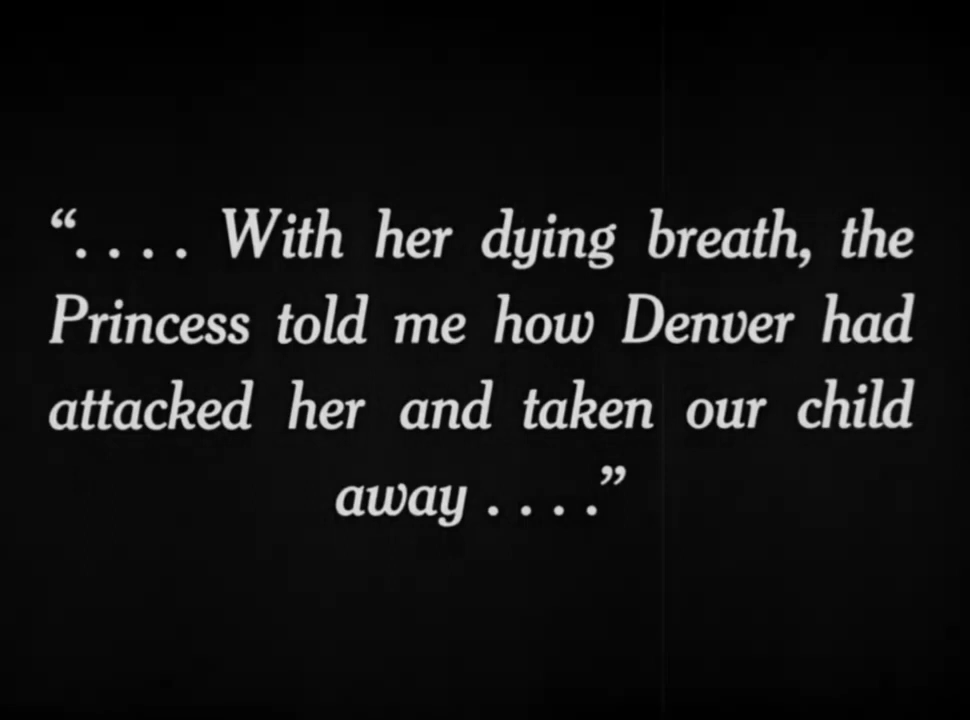 “. . . . With her dying breath, the
Princess told me how Denver had
attacked her and taken our child
away . . . .”